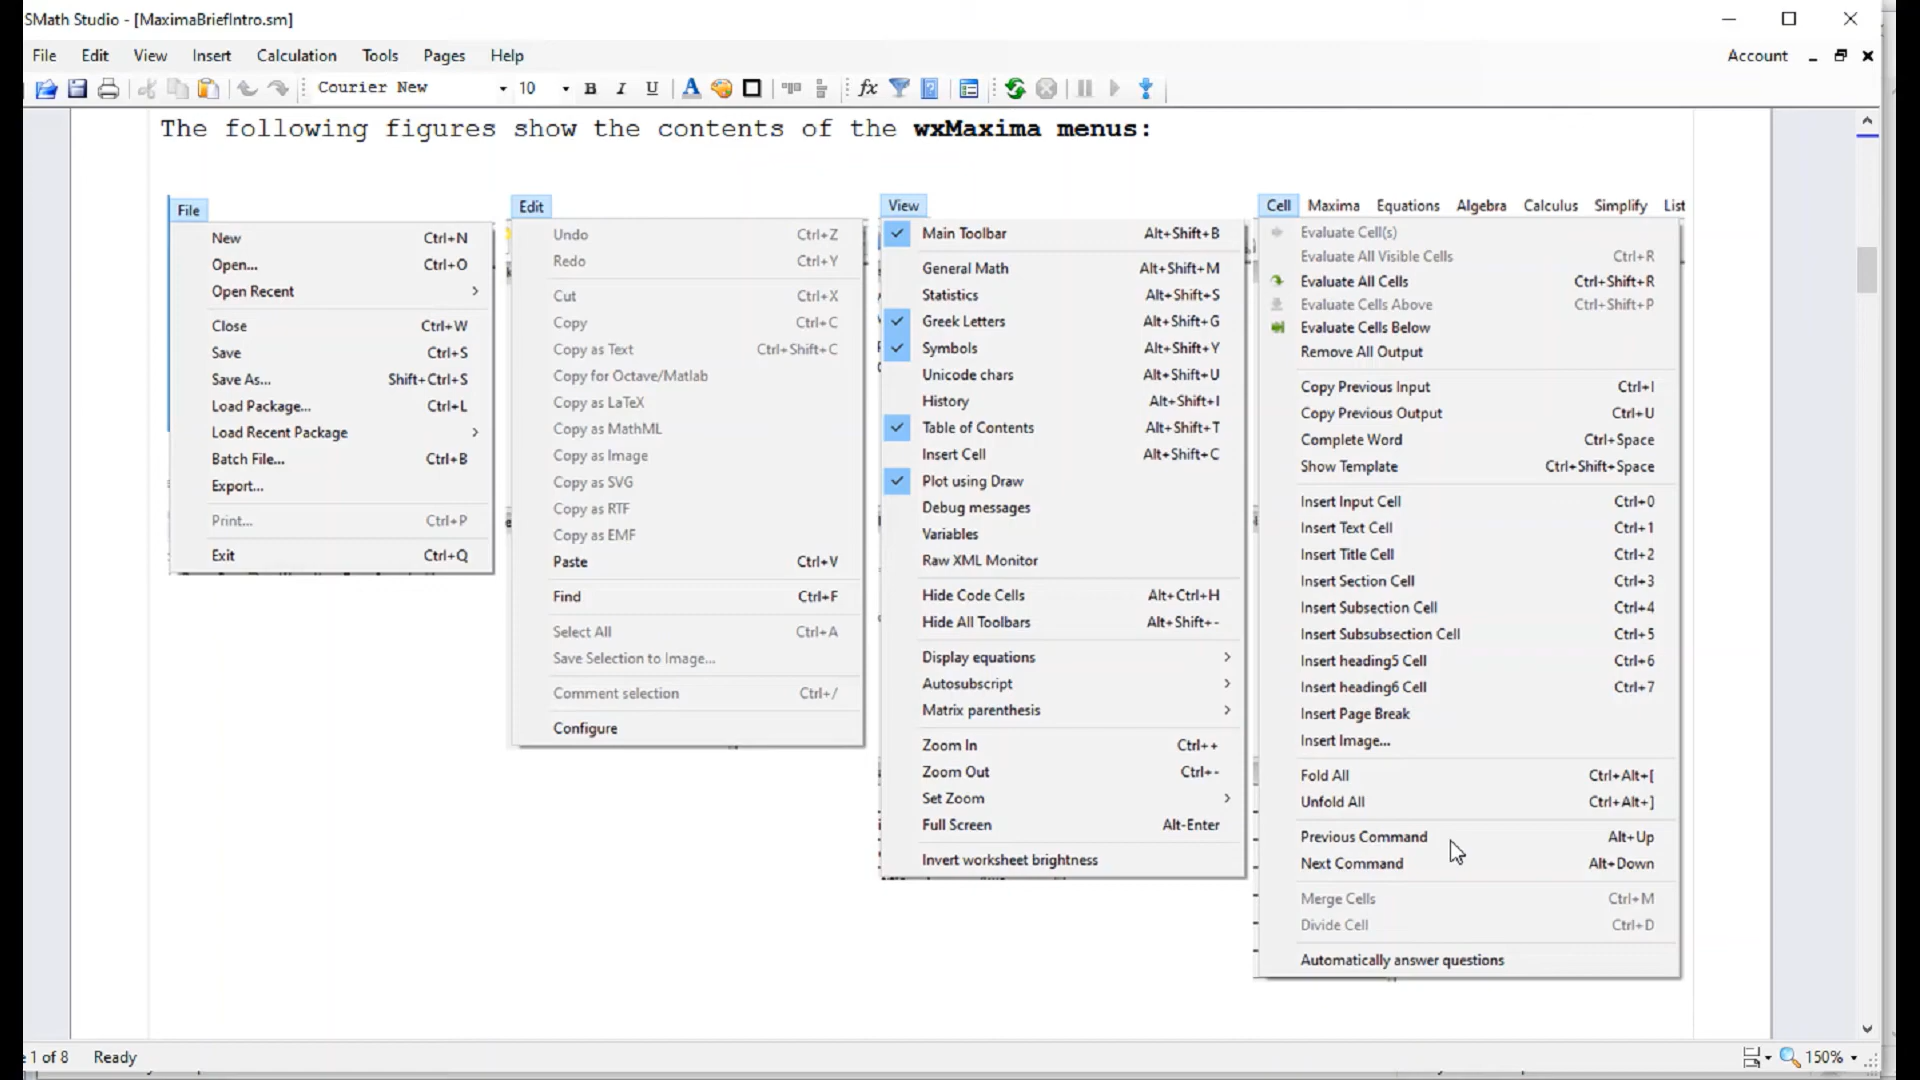 SMath Studio - [MaximaBriefIntro.sm]
File Edit View Insert Calculation Tools Pages Help Account
Courier New 10 B I U fx
The following figures show the contents of the wxMaxima menus:
File
New Ctrl+N
Open... Ctrl+O
Open Recent
Close Ctrl+W
Save Ctrl+S
Save As... Shift+Ctrl+S
Load Package... Ctrl+L
Load Recent Package
Batch File... Ctrl+B
Export...
Print... Ctrl+P
Exit Ctrl+Q
Edit
Undo Ctrl+Z
Redo Ctrl+Y
Cut Ctrl+X
Copy Ctrl+C
Copy as Text Ctrl+Shift+C
Copy for Octave/Matlab
Copy as LaTeX
Copy as MathML
Copy as Image
Copy as SVG
Copy as RTF
Copy as EMF
Paste Ctrl+V
Find Ctrl+F
Select All Ctrl+A
Save Selection to Image...
Comment selection Ctrl+/
Configure
View
Main Toolbar Alt+Shift+B
General Math Alt+Shift+M
Statistics Alt+Shift+S
Greek Letters Alt+Shift+G
Symbols Alt+Shift+Y
Unicode chars Alt+Shift+U
History Alt+Shift+I
Table of Contents Alt+Shift+T
Insert Cell Alt+Shift+C
Plot using Draw
Debug messages
Variables
Raw XML Monitor
Hide Code Cells Alt+Ctrl+H
Hide All Toolbars Alt+Shift+-
Display equations
Autosubscript
Matrix parenthesis
Zoom In Ctrl++
Zoom Out Ctrl+-
Set Zoom
Full Screen Alt-Enter
Invert worksheet brightness
Cell Maxima Equations Algebra Calculus Simplify List
Evaluate Cell(s)
Evaluate All Visible Cells Ctrl+R
Evaluate All Cells Ctrl+Shift+R
Evaluate Cells Above Ctrl+Shift+P
Evaluate Cells Below
Remove All Output
Copy Previous Input Ctrl+I
Copy Previous Output Ctrl+U
Complete Word Ctrl+Space
Show Template Ctrl+Shift+Space
Insert Input Cell Ctrl+0
Insert Text Cell Ctrl+1
Insert Title Cell Ctrl+2
Insert Section Cell Ctrl+3
Insert Subsection Cell Ctrl+4
Insert Subsubsection Cell Ctrl+5
Insert heading5 Cell Ctrl+6
Insert heading6 Cell Ctrl+7
Insert Page Break
Insert Image...
Fold All Ctrl+Alt+[
Unfold All Ctrl+Alt+]
Previous Command Alt+Up
Next Command Alt+Down
Merge Cells Ctrl+M
Divide Cell Ctrl+D
Automatically answer questions
1 of 8 Ready 150%